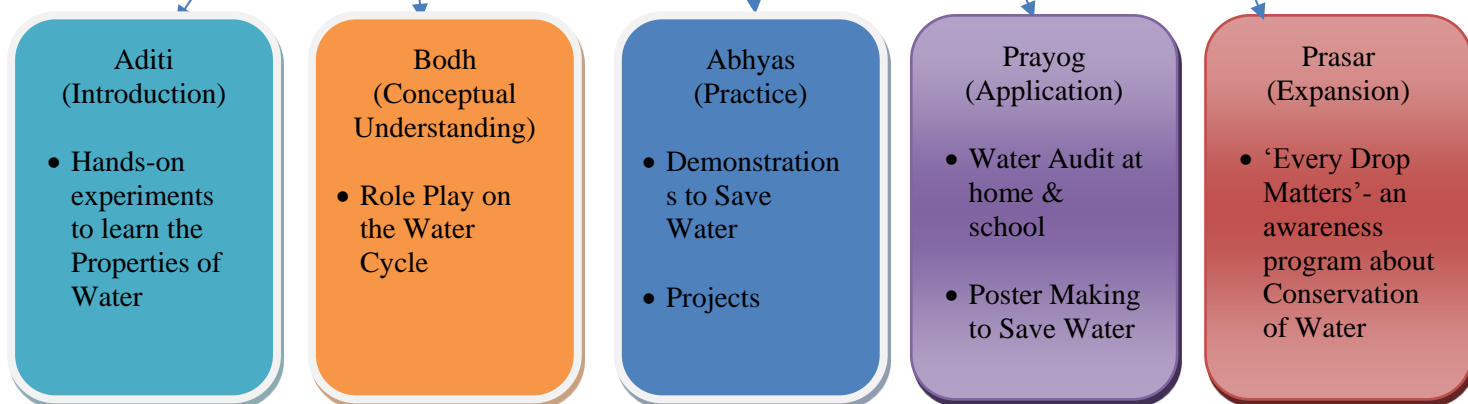 Aditi
(Introduction)
• Hands-on
experiments
to learn the
Properties of
Water
Bodh
(Conceptual
Understanding)
• Role Play on
the Water
Cycle
Abhyas
(Practice)
• Demonstration
s to Save
Water
• Projects
Prayog
(Application)
• Water Audit at
home &
school
• Poster Making
to Save Water
Prasar
(Expansion)
• ‘Every Drop
Matters’- an
awareness
program about
Conservation
of Water